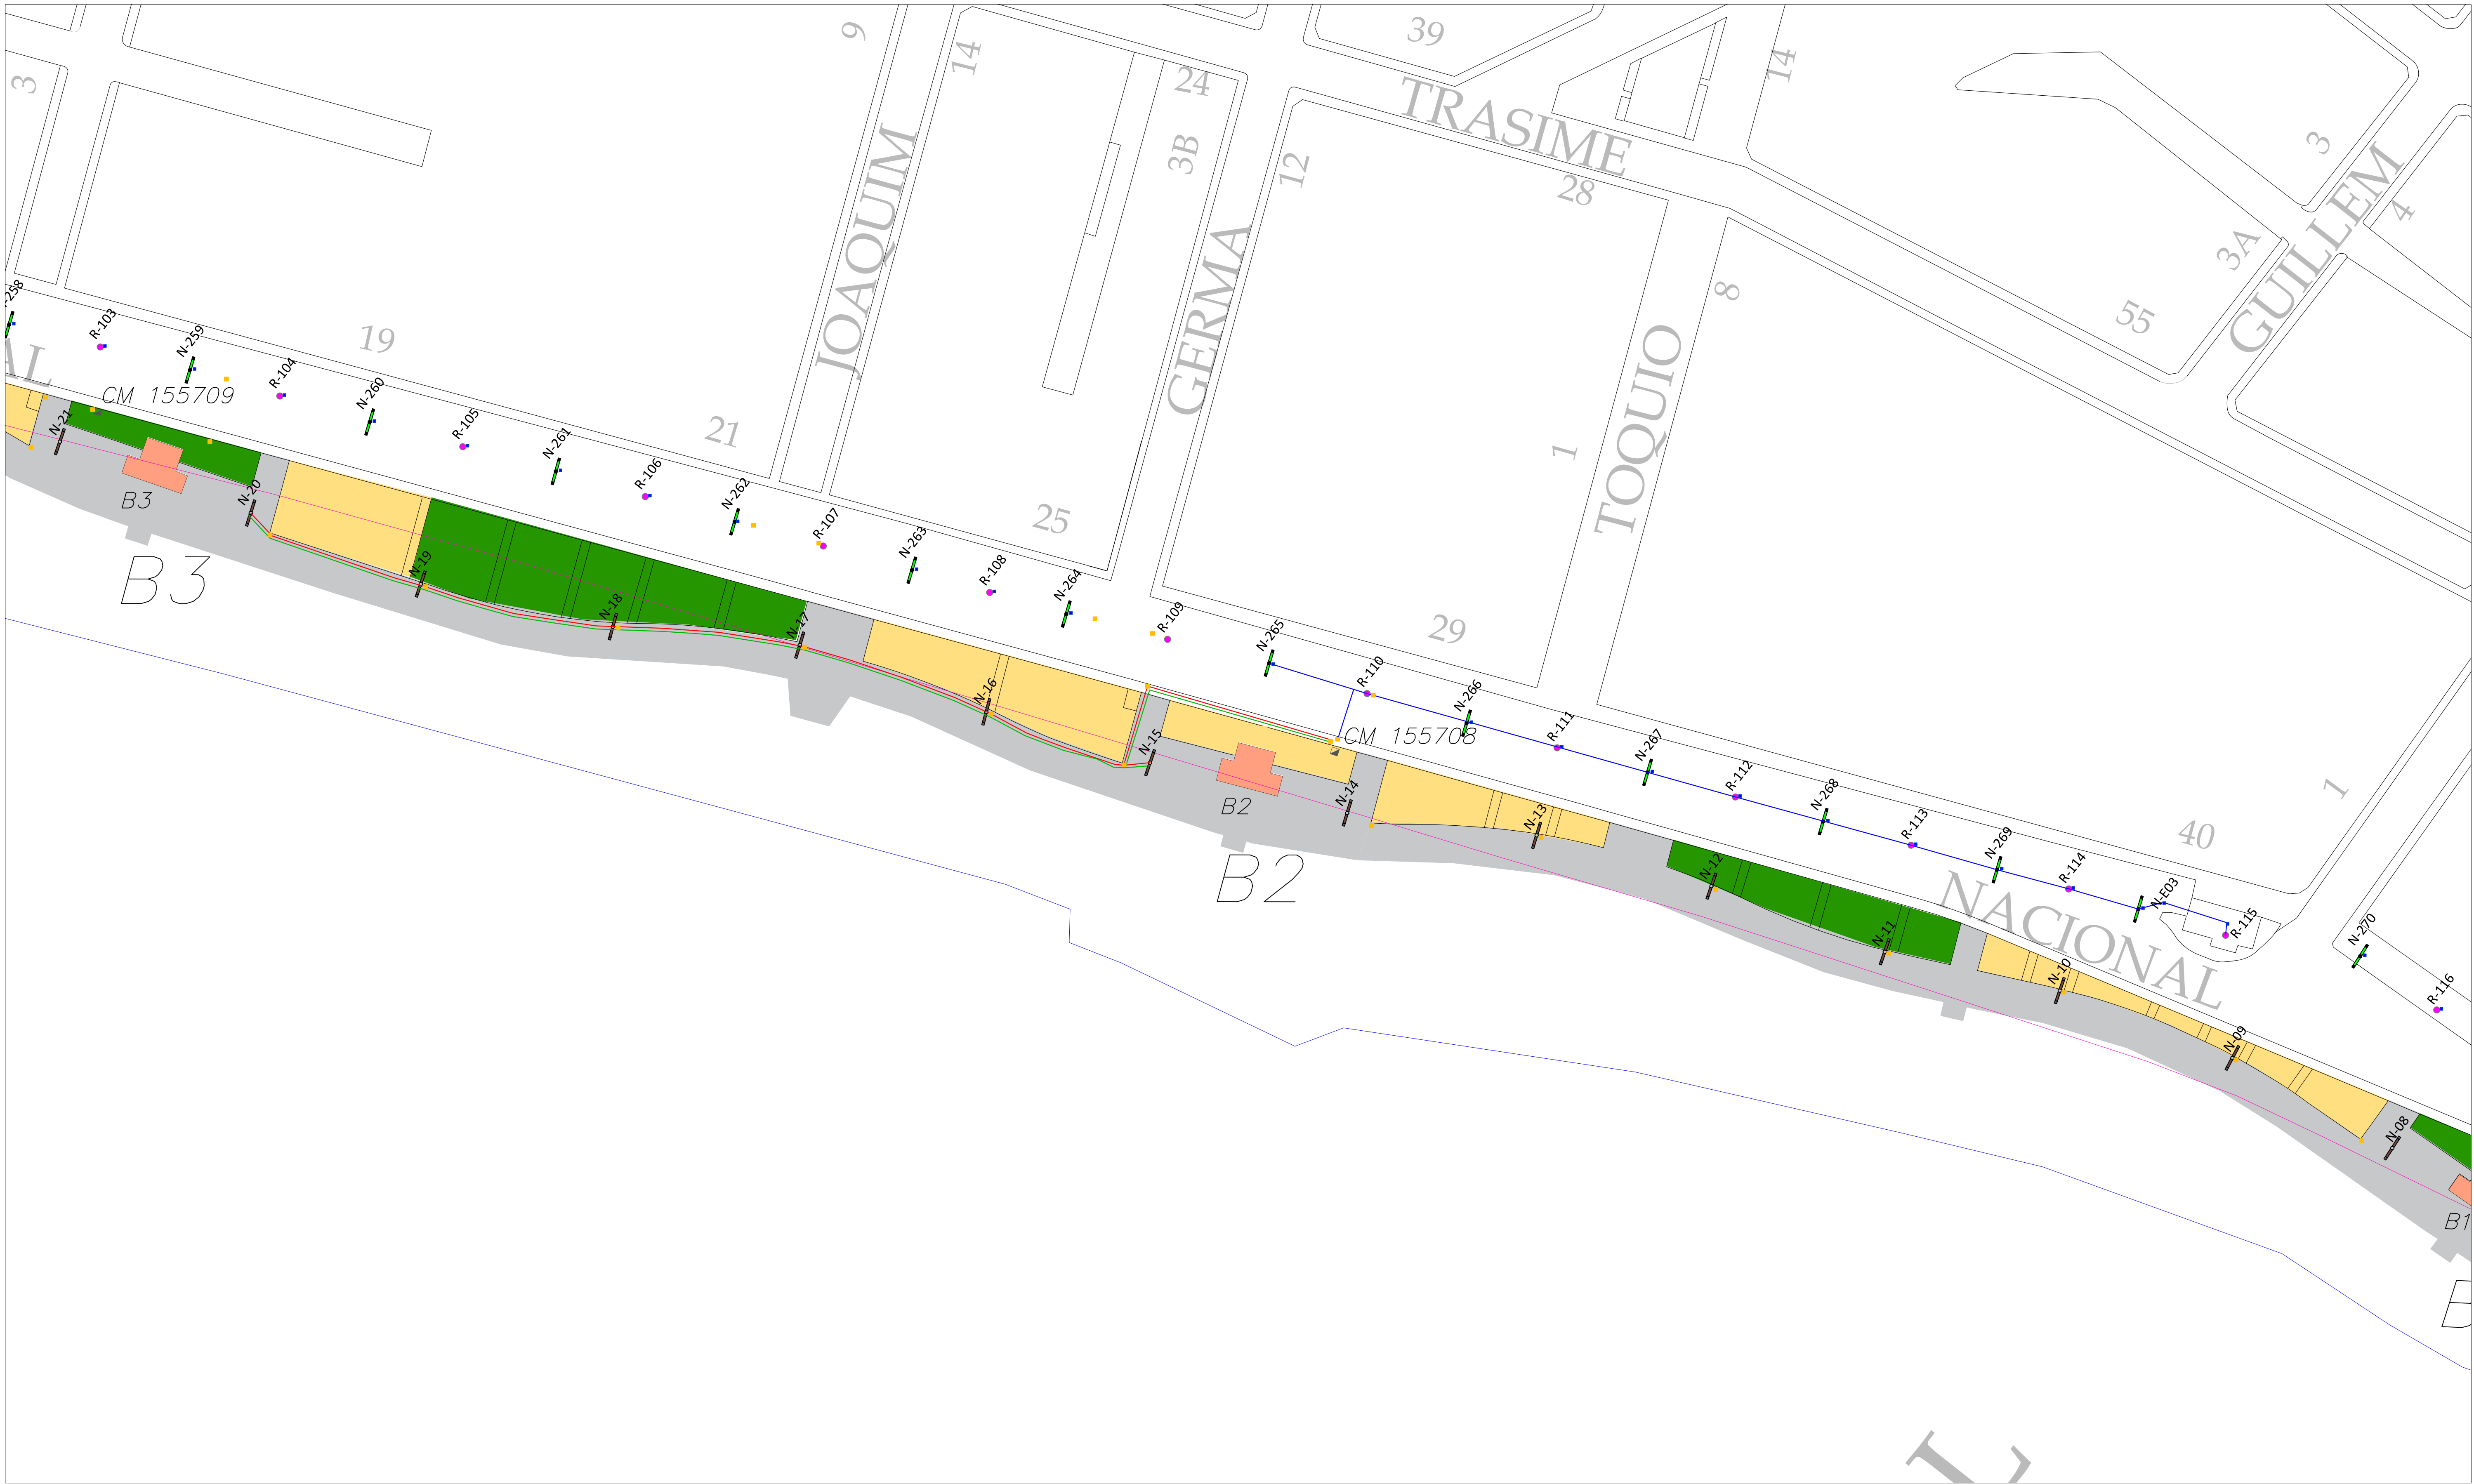 39
9
14
14
24
3
TRASIME
3B
12
28
3
GUILLEM
4
3A
JOAQUIM
GERMA
8
55
TOQUIO
19
21
25
1
29
1
40
-258
R-103
N-259
R-104
N-260
R-105
N-261
R-106
N-262
R-107
N-263
R-108
N-264
R-109
N-265
R-110
N-266
R-111
N-267
R-112
N-268
R-113
N-269
R-114
N-E03
R-115
N-270
R-116
AL
CM 155709
N-21
B3
N-20
B3
N-19
N-18
N-17
N-16
N-15
CM 155708
B2
N-14
B2
N-13
N-12
N-11
NACIONAL
N-10
N-09
N-08
B1
B
L